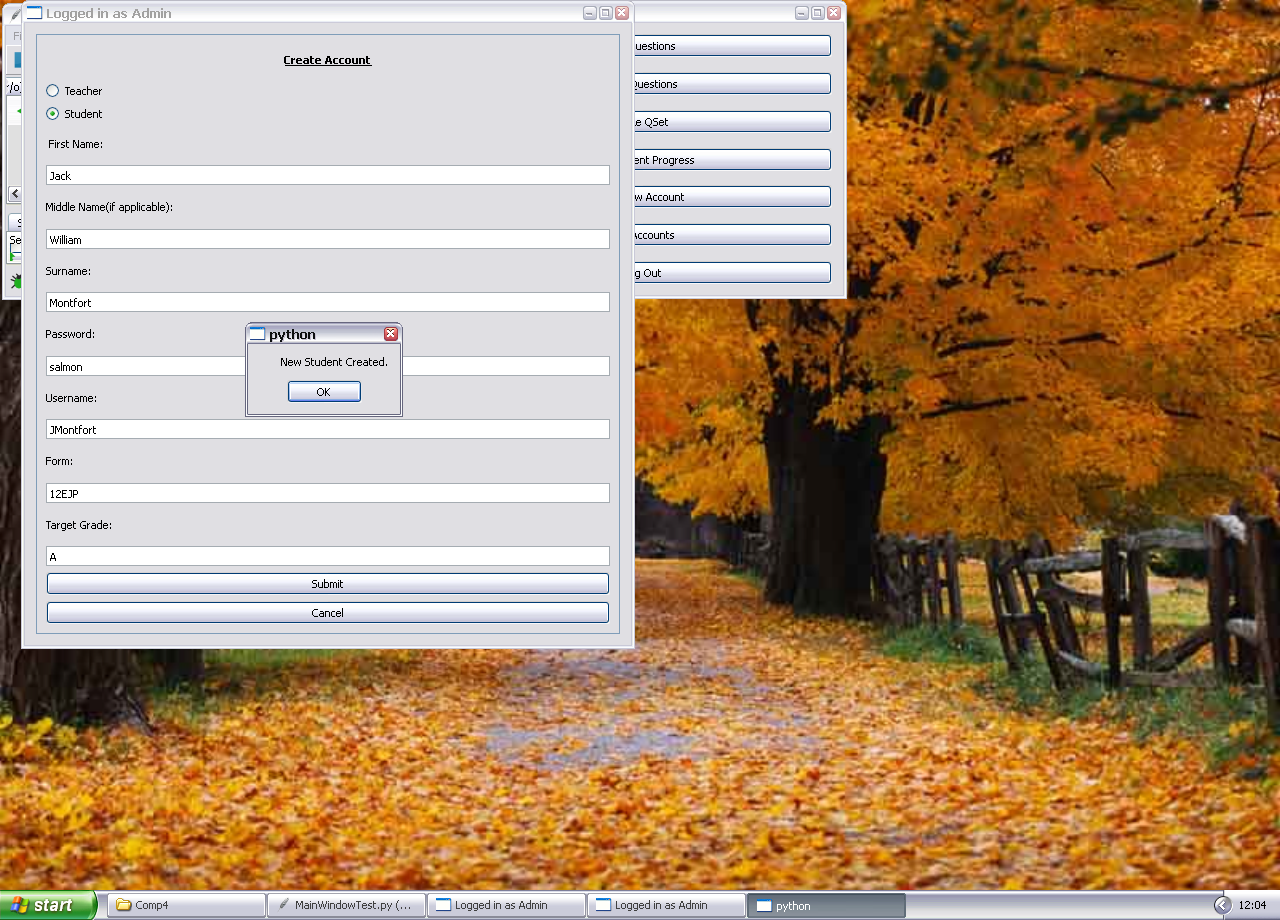 Logged in as Admin
Create Account
Teacher
Student
First Name:
Jack
Middle Name(if applicable):
William
Surname:
Montfort
Password:
salmon
Username:
JMontfort
Form:
12EJP
Target Grade:
A
Submit
Cancel
python
New Student Created.
OK
uestions
Questions
e QSet
ent Progress
w Account
Accounts
g Out
Fi
Se
start
Comp4
MainWindowTest.py (...
Logged in as Admin
Logged in as Admin
python
12:04